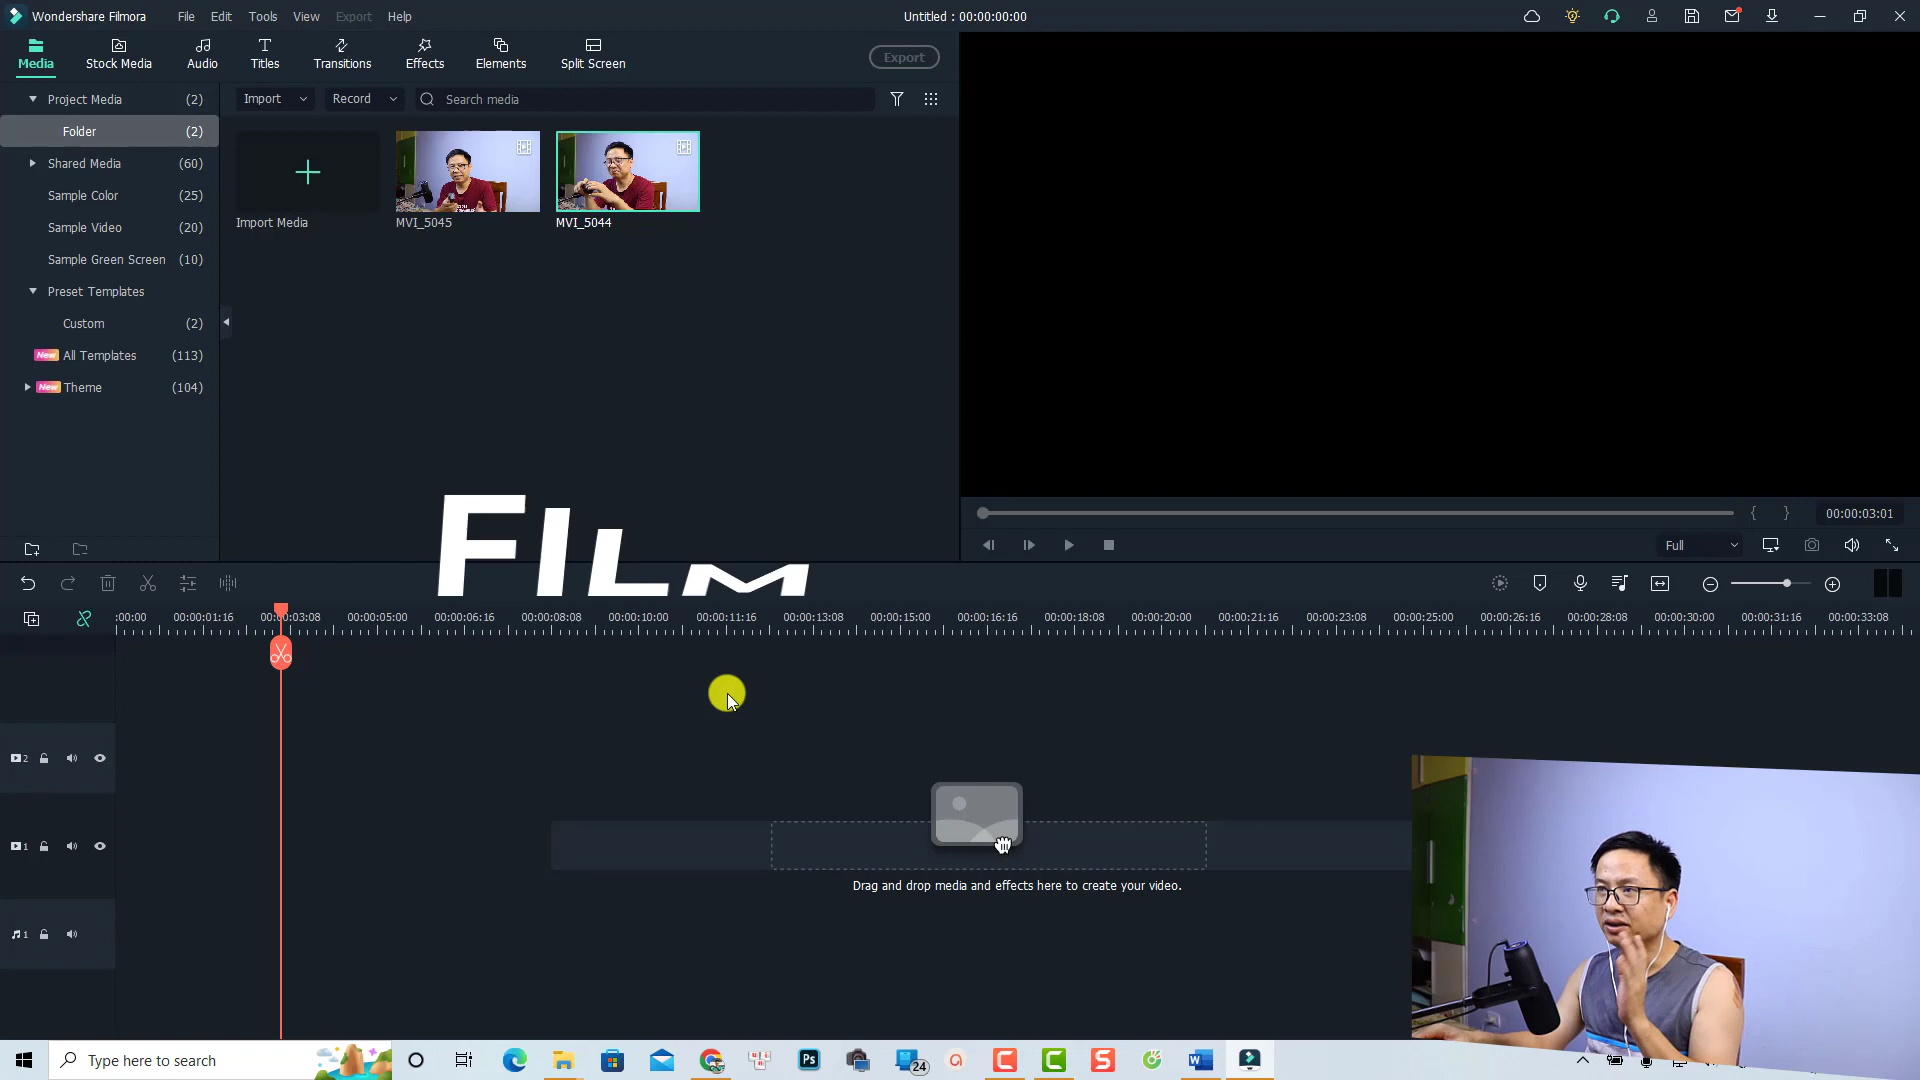 Wondershare Filmora File Edit Tools View Export Help Untitled : 00:00:00:00
Media Stock Media Audio Titles Transitions Effects Elements Split Screen Export
Project Media (2)
Folder (2)
Shared Media (60)
Sample Color (25)
Sample Video (20)
Sample Green Screen (10)
Preset Templates
Custom (2)
New All Templates (113)
New Theme (104)
Import Record Search media
Import Media MVI_5045 MVI_5044
FILM
{ } 00:00:03:01
Full
:00:00 00:00:01:16 00:00:03:08 00:00:05:00 00:00:06:16 00:00:08:08 00:00:10:00 00:00:11:16 00:00:13:08 00:00:15:00 00:00:16:16 00:00:18:08 00:00:20:00 00:00:21:16 00:00:23:08 00:00:25:00 00:00:26:16 00:00:28:08 00:00:30:00 00:00:31:16 00:00:33:08
2
1
Drag and drop media and effects here to create your video.
1
Type here to search Ps 24 C C S W